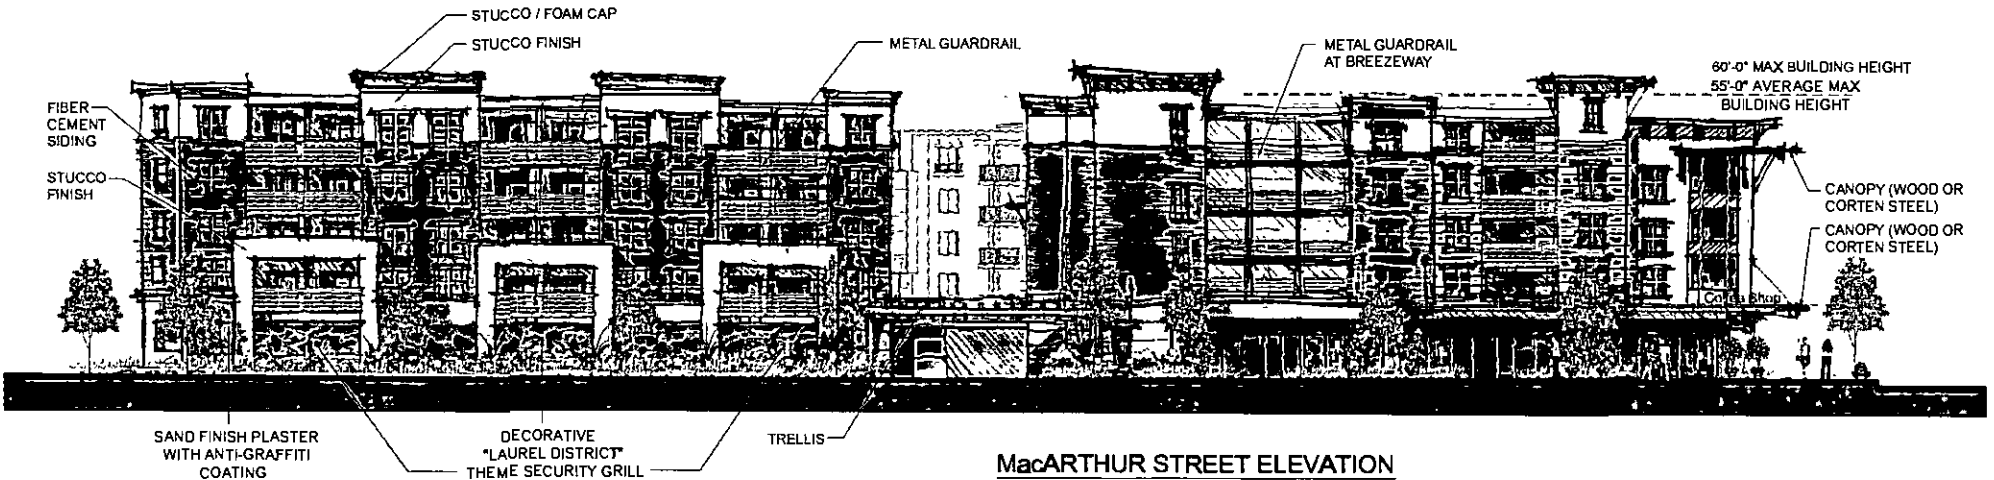 STUCCO / FOAM CAP
STUCCO FINISH
METAL GUARDRAIL
METAL GUARDRAIL
AT BREEZEWAY
60'-0" MAX BUILDING HEIGHT
55'-0" AVERAGE MAX
BUILDING HEIGHT
FIBER
CEMENT
SIDING
STUCCO
FINISH
CANOPY (WOOD OR
CORTEN STEEL)
CANOPY (WOOD OR
CORTEN STEEL)
Shop
SAND FINISH PLASTER
WITH ANTI-GRAFFITI
COATING
DECORATIVE
"LAUREL DISTRICT"
THEME SECURITY GRILL
TRELLIS
MacARTHUR STREET ELEVATION